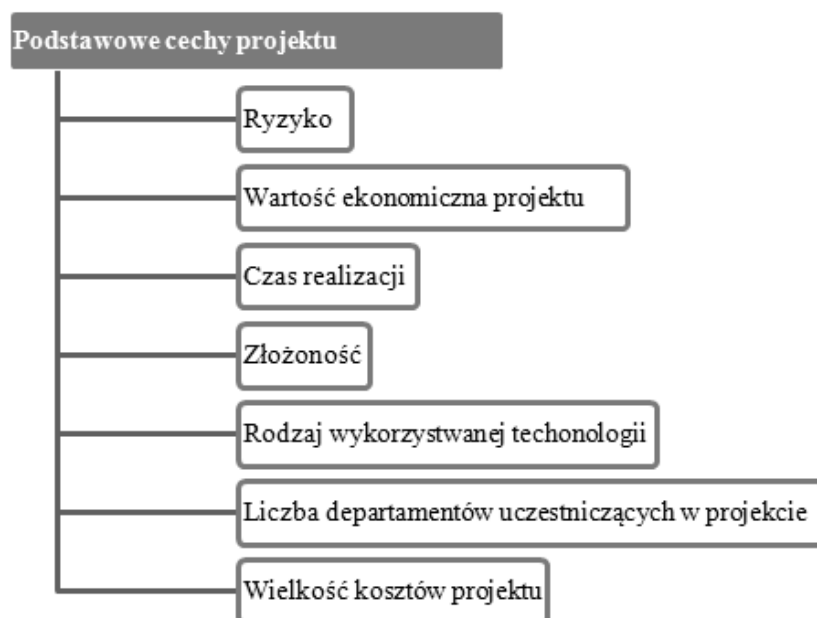 Podstawowe cechy projektu
Ryzyko
Wartość ekonomiczna projektu
Czas realizacji
Złożoność
Rodzaj wykorzystwanej techonologii
Liczba departamentów uczestniczących w projekcie
Wielkość kosztów projektu